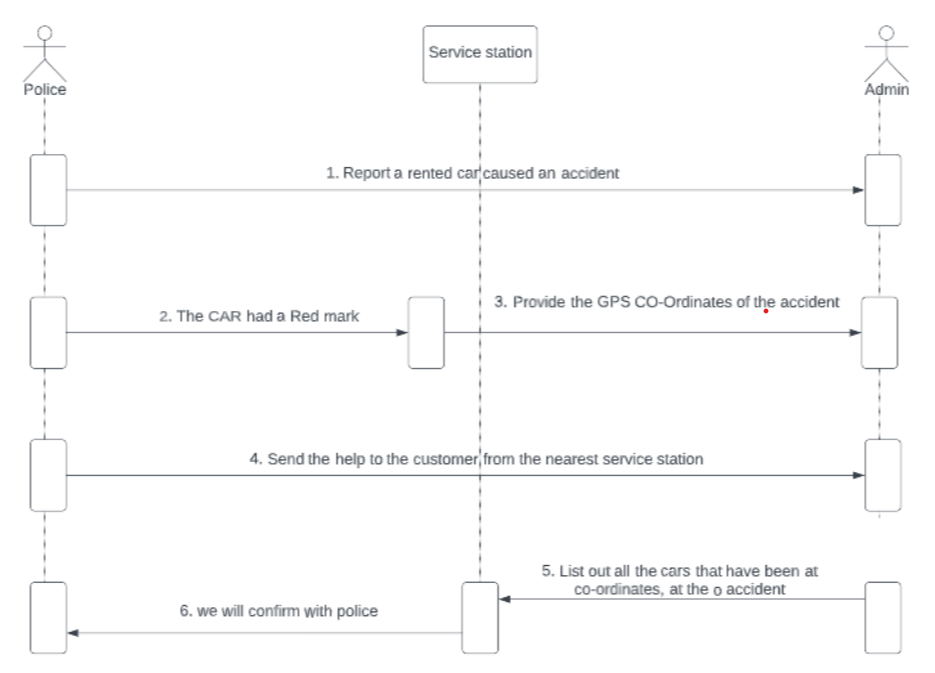 Service station
Police
Admin
1. Report a rented car caused an accident
3. Provide the GPS CO-Ordinates of the accident
2. The CAR had a Red mark
4. Send the help to the customer from the nearest service station
5. List out all the cars that have been at
co-ordinates, at the o accident
6. we will confirm with police